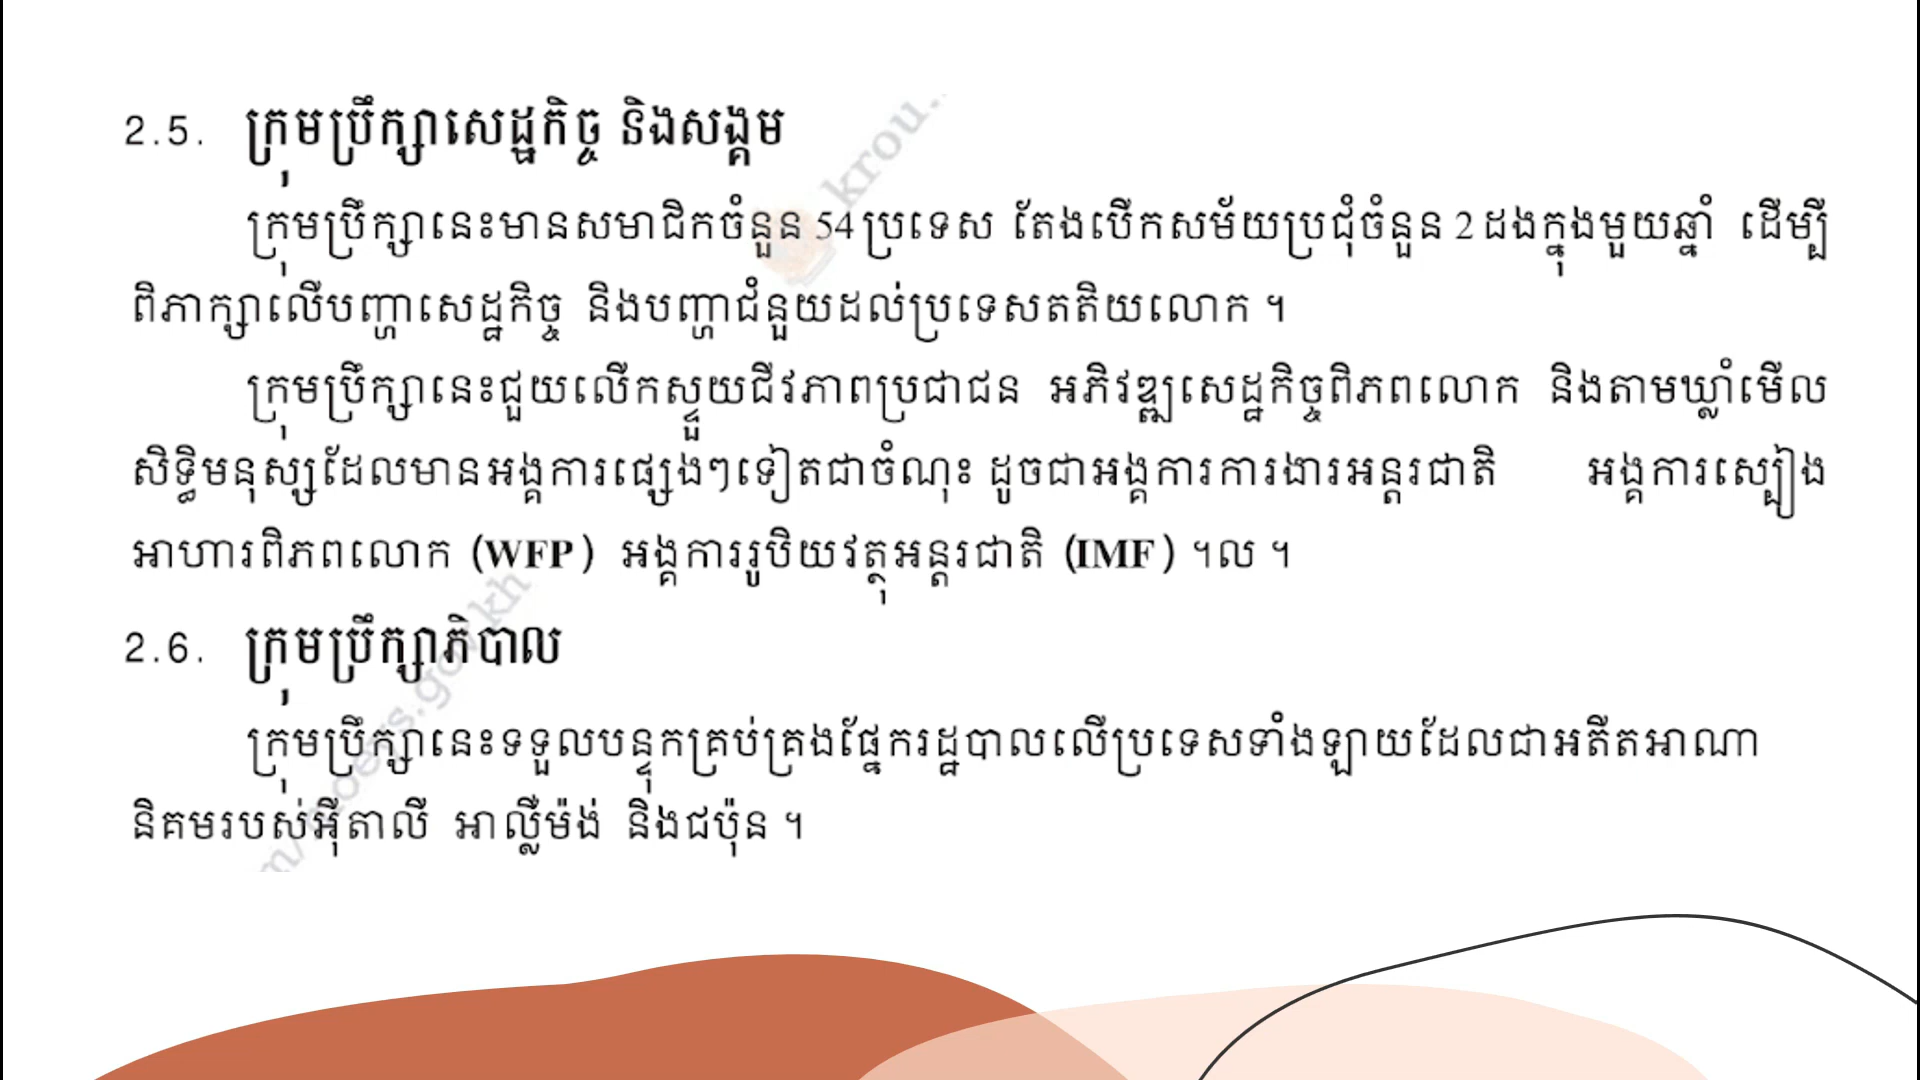 2.5. ក្រុមប្រឹក្សាសេដ្ឋកិច្ច និងសង្គម
ក្រុមប្រឹក្សានេះមានសមាជិកចំនួន 54 ប្រទេស តែងបើកសម័យប្រជុំចំនួន 2 ដងក្នុងមួយឆ្នាំ ដើម្បី
ពិភាក្សាលើបញ្ហាសេដ្ឋកិច្ច និងបញ្ហាជំនួយដល់ប្រទេសតតិយលោក ។
ក្រុមប្រឹក្សានេះជួយលើកស្ទួយជីវភាពប្រជាជន អភិវឌ្ឍសេដ្ឋកិច្ចពិភពលោក និងតាមឃ្លាំមើល
សិទ្ធិមនុស្សដែលមានអង្គការផ្សេងៗទៀតជាចំណុះ ដូចជាអង្គការការងារអន្តរជាតិ អង្គការស្បៀង
អាហារពិភពលោក (WFP) អង្គការរូបិយវត្ថុអន្តរជាតិ (IMF) ។ល ។
2.6. ក្រុមប្រឹក្សាភិបាល
ក្រុមប្រឹក្សានេះទទួលបន្ទុកគ្រប់គ្រងផ្នែករដ្ឋបាលលើប្រទេសទាំងឡាយដែលជាអតីតអាណា
និគមរបស់អ៊ីតាលី អាល្លឺម៉ង់ និងជប៉ុន ។
krou.
m/moeys.gov.kh